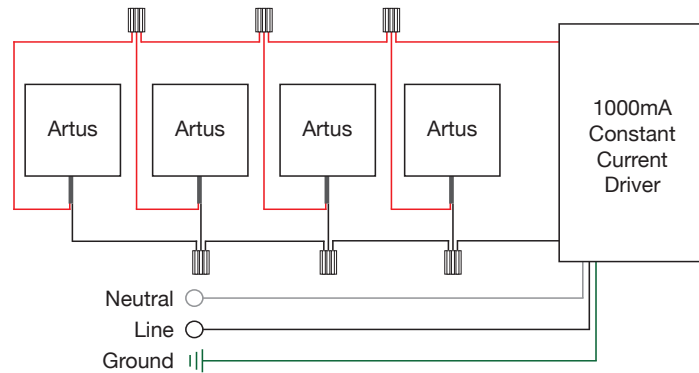 Artus
Artus
Artus
Artus
1000mA
Constant
Current
Driver
Neutral
Line
Ground